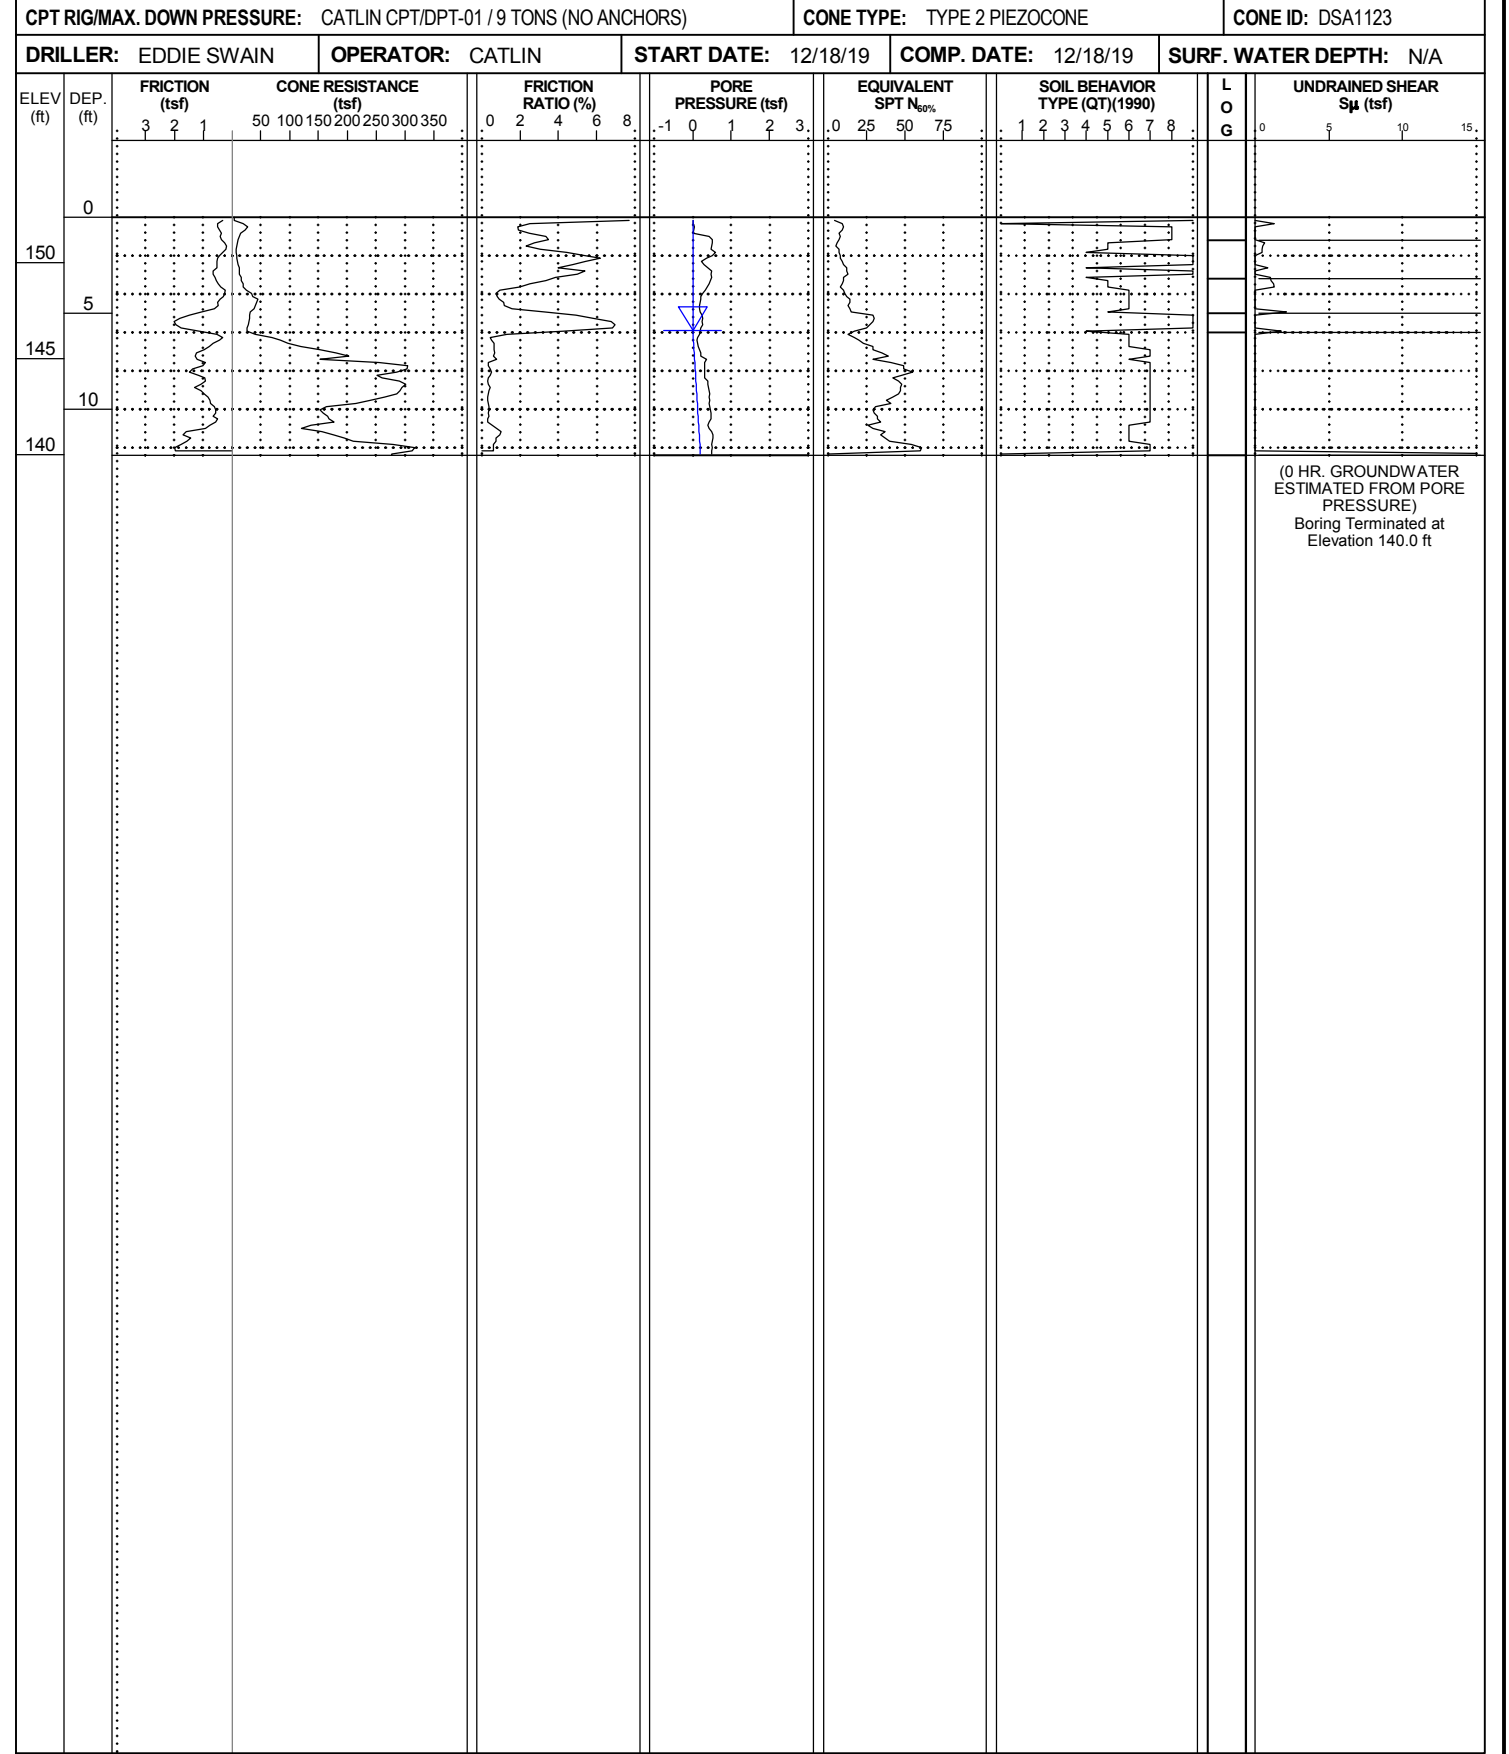 CPT RIG/MAX. DOWN PRESSURE: CATLIN CPT/DPT-01 / 9 TONS (NO ANCHORS) CONE TYPE: TYPE 2 PIEZOCONE CONE ID: DSA1123
DRILLER: EDDIE SWAIN OPERATOR: CATLIN START DATE: 12/18/19 COMP. DATE: 12/18/19 SURF. WATER DEPTH: N/A
ELEV (ft)
DEP. (ft)
FRICTION (tsf)
3 2 1
CONE RESISTANCE (tsf)
50 100 150 200 250 300 350
FRICTION RATIO (%)
0 2 4 6 8
PORE PRESSURE (tsf)
-1 0 1 2 3
EQUIVALENT SPT N60%
0 25 50 75
SOIL BEHAVIOR TYPE (QT)(1990)
1 2 3 4 5 6 7 8
L
O
G
UNDRAINED SHEAR
Sμ (tsf)
0 5 10 15
0
150
5
145
10
140
(0 HR. GROUNDWATER
ESTIMATED FROM PORE
PRESSURE)
Boring Terminated at
Elevation 140.0 ft